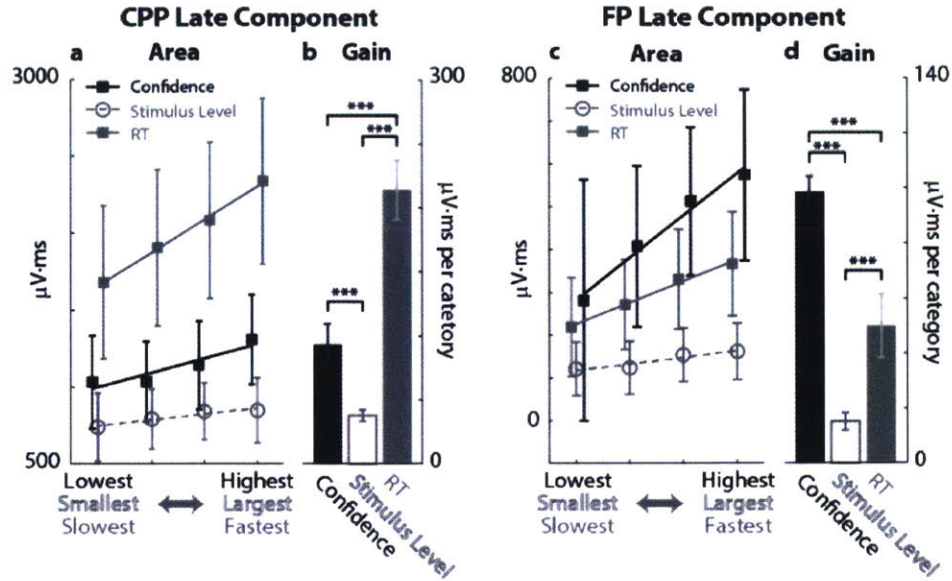 CPP Late Component
a Area b Gain
3000
300
Confidence
Stimulus Level
RT
***
***
***
µV·ms
µV·ms per catetory
500
0
Lowest Highest
Smallest Largest
Slowest Fastest
Confidence
Stimulus Level
RT
FP Late Component
c Area d Gain
800
140
Confidence
Stimulus Level
RT
***
***
***
µV·ms
µV·ms per category
0
0
Lowest Highest
Smallest Largest
Slowest Fastest
Confidence
Stimulus Level
RT